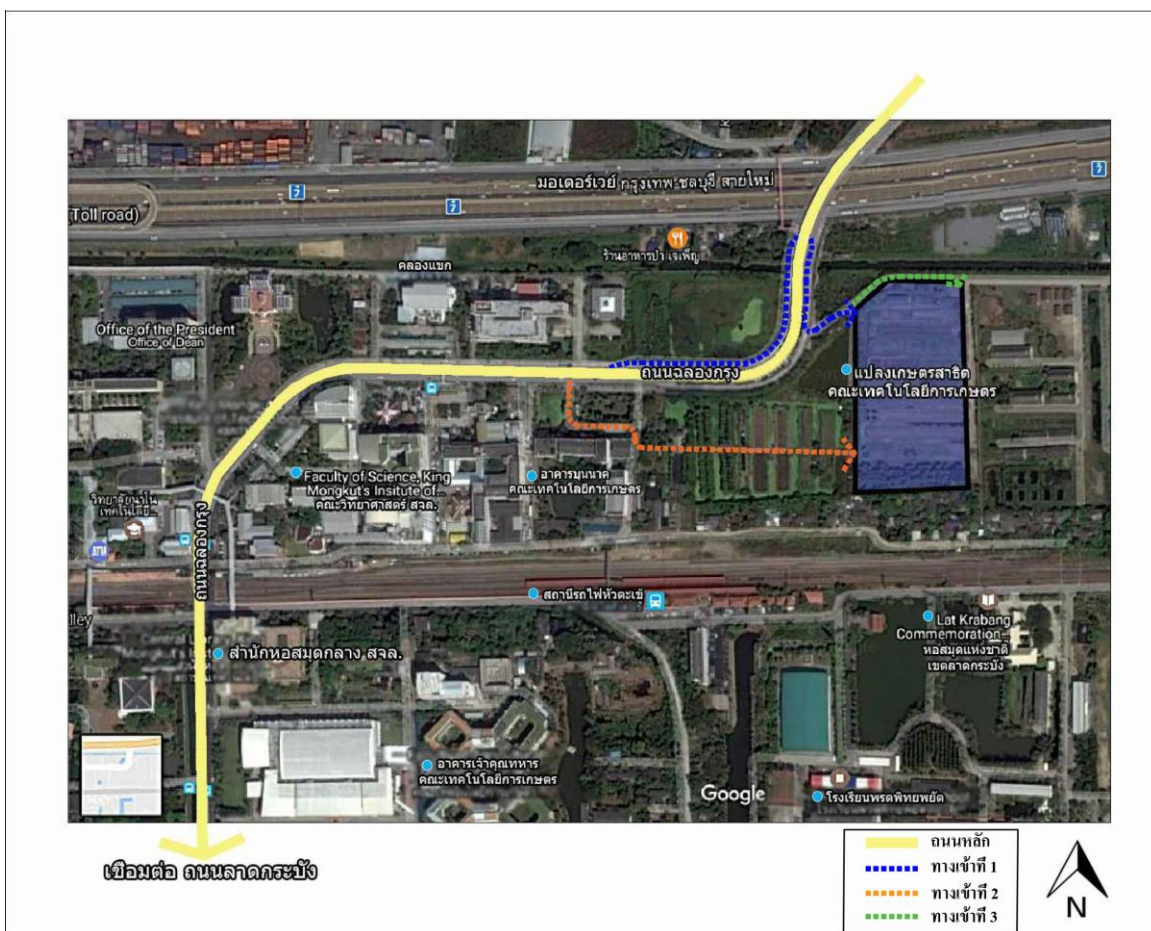 มอเตอร์เวย์ กรุงเทพ-ชลบุรี สายใหม่
7
7
7
(Toll road)
ร้านอาหารป้า เจเพ็ญ
คลองแขก
Office of the President
Office of Dean
ถนนฉลองกรุง
แปลงเกษตรสาธิต
คณะเทคโนโลยีการเกษตร
Faculty of Science, King
Mongkut's Insitute of...
คณะวิทยาศาสตร์ สจล.
อาคารบุนนาค
คณะเทคโนโลยีการเกษตร
ATM
ถนนฉลองกรุง
สถานีรถไฟหัวตะเข้
lley
Lat Krabang
Commemoration...
หอสมุดแห่งชาติ
เขตลาดกระบัง
สำนักหอสมุดกลาง สจล.
อาคารเจ้าคุณทหาร
คณะเทคโนโลยีการเกษตร
Google
โรงเรียนพรตพิทยพยัต
เชื่อมต่อ ถนนลาดกระบัง
ถนนหลัก
ทางเข้าที่ 1
ทางเข้าที่ 2
ทางเข้าที่ 3
N